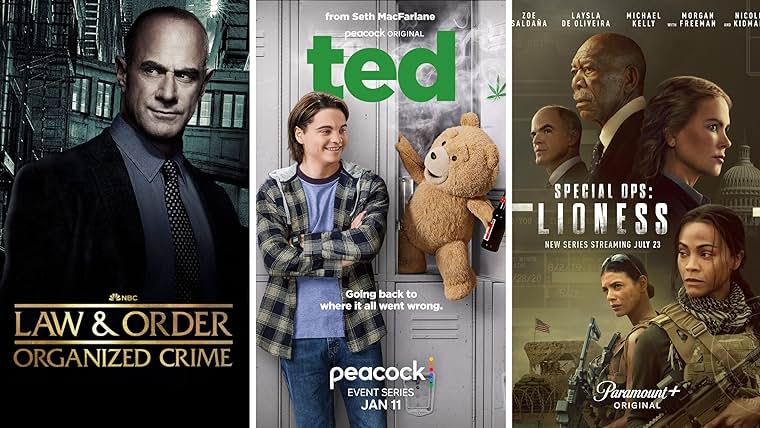 NBC
LAW & ORDER
ORGANIZED CRIME
from Seth MacFarlane
peacock ORIGINAL
ted
Going back to
where it all went wrong.
peacock
EVENT SERIES
JAN 11
ZOE
SALDAÑA
LAYSLA
DE OLIVEIRA
MICHAEL
KELLY
MORGAN
WITH FREEMAN
NICOLE
AND KIDMAN
SPECIAL OPS:
LIONESS
NEW SERIES STREAMING JULY 23
Paramount+
ORIGINAL